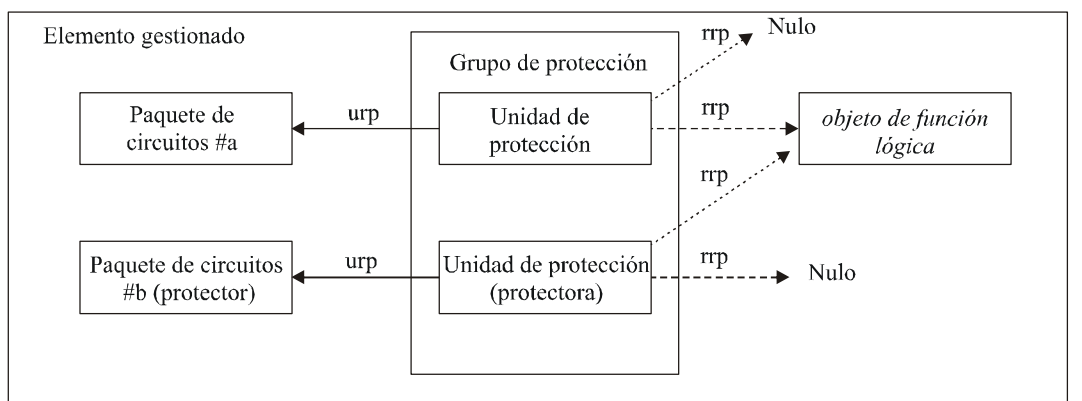 Elemento gestionado
Grupo de protección
rrp
Nulo
Paquete de
circuitos #a
urp
Unidad de
protección
rrp
objeto de función
lógica
rrp
Paquete de circuitos
#b (protector)
urp
Unidad de protección
(protectora)
rrp
Nulo